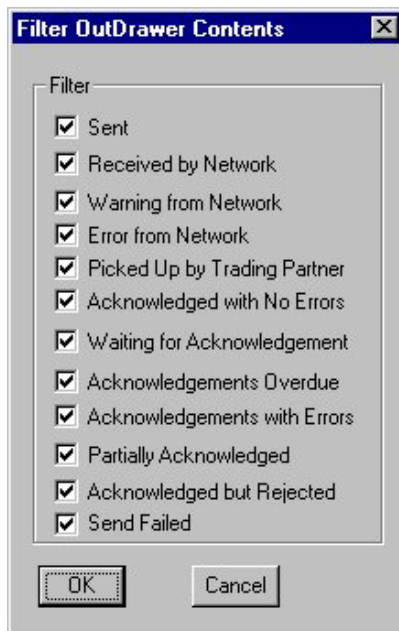 Filter OutDrawer Contents
Filter
Sent
Received by Network
Warning from Network
Error from Network
Picked Up by Trading Partner
Acknowledged with No Errors
Waiting for Acknowledgement
Acknowledgements Overdue
Acknowledgements with Errors
Partially Acknowledged
Acknowledged but Rejected
Send Failed
OK Cancel